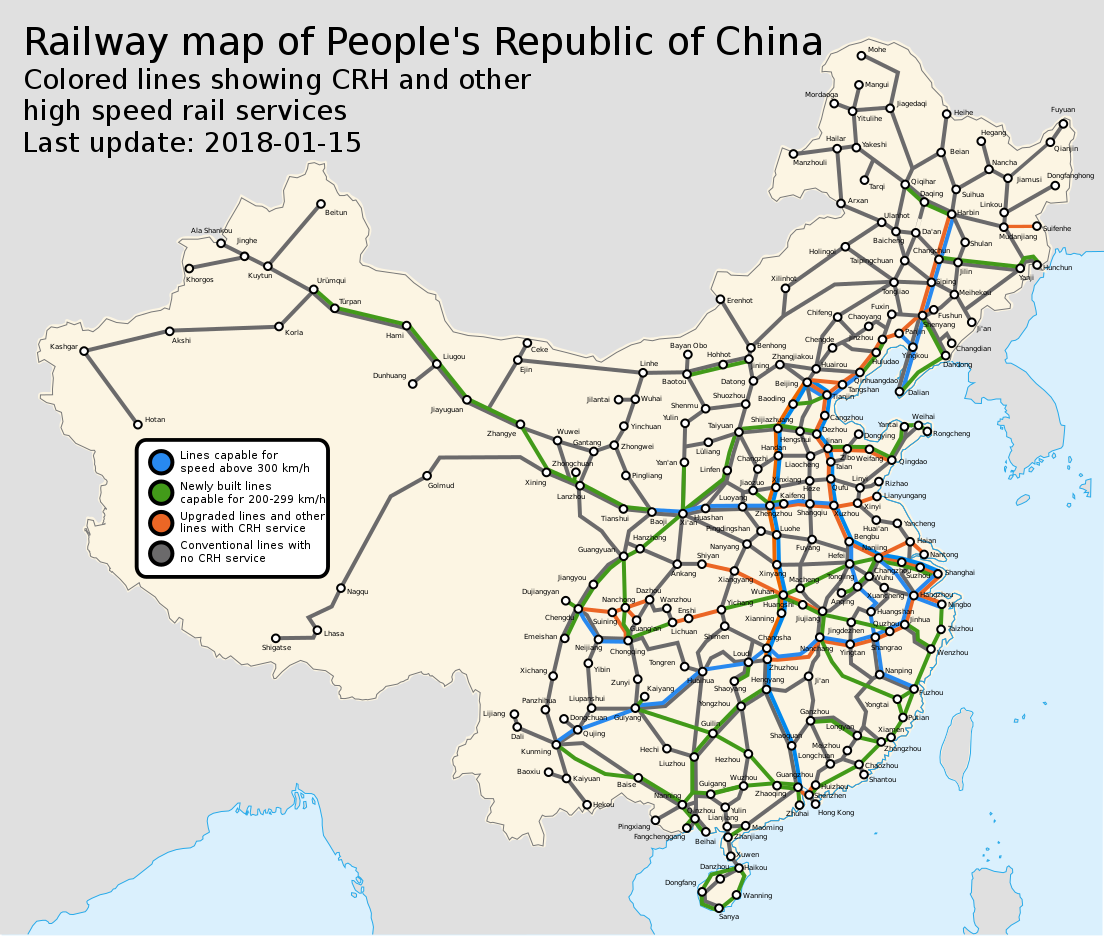 Railway map of People's Republic of China
Colored lines showing CRH and other
high speed rail services
Last update: 2018-01-15
Mohe
Mangui
Mordaoga
Jiagedaqi
Yitulihe
Heihe
Fuyuan
Hegang
Qianjin
Hailar
Yakeshi
Manzhouli
Beian
Nancha
Tarqi
Qiqihar
Jiamusi
Dongfanghong
Daqing
Suihua
Arxan
Linkou
Harbin
Ulanhot
Mudanjiang
Suifenhe
Baicheng
Da'an
Shulan
Holingol
Changchun
Taipingchuan
Jilin
Yanji
Hunchun
Xilinhot
Tongliao
Siping
Meihekou
Erenhot
Fuxin
Fushun
Chifeng
Chaoyang
Shenyang
Ji'an
Panjin
Jinzhou
Chengde
Yingkou
Changdian
Benhong
Huludao
Dandong
Zhangjiakou
Huairou
Qinhuangdao
Dalian
Beitun
Ala Shankou
Jinghe
Khorgos
Kuytun
Urümqui
Türpan
Korla
Hami
Kashgar
Akshi
Liugou
Ceke
Ejin
Linhe
Bayan Obo
Hohhot
Jining
Baotou
Datong
Beijing
Tangshan
Tianjin
Dunhuang
Jiayuguan
Jilantai
Wuhai
Shenmu
Shuozhou
Baoding
Hotan
Zhangye
Wuwei
Yinchuan
Yulin
Taiyuan
Shijiazhuang
Cangzhou
Weihai
Yantai
Rongcheng
Gantang
Zhongwei
Lüliang
Hengshui
Dezhou
Dongying
Jinan
Handan
Zibo
Weifang
Qingdao
Zhongchuan
Yan'an
Linfen
Changzhi
Liaocheng
Taian
Golmud
Xining
Lanzhou
Pingliang
Jiaozuo
Xinxiang
Heze
Qufu
Linyi
Rizhao
Lianyungang
Lines capable for
speed above 300 km/h
Newly built lines
capable for 200-299 km/h
Upgraded lines and other
lines with CRH service
Conventional lines with
no CRH service
Tianshui
Baoji
Xi'an
Huashan
Luoyang
Zhengzhou
Kaifeng
Shangqiu
Xuzhou
Xinyi
Huai'an
Yancheng
Hanzhong
Pingdingshan
Luohe
Fuyang
Bengbu
Haian
Guangyuan
Nanyang
Hefei
Nanjing
Nantong
Ankang
Shiyan
Xiangyang
Xinyang
Changzhou
Suzhou
Shanghai
Jiangyou
Macheng
Tongling
Wuhu
Hangzhou
Dujiangyan
Dazhou
Wanzhou
Enshi
Yichang
Wuhan
Huangshi
Anqing
Xuangcheng
Ningbo
Nanchong
Chengdu
Suining
Guang'an
Lichuan
Xianning
Jiujiang
Huangshan
Taizhou
Emeishan
Neijiang
Chongqing
Shimen
Changsha
Jingdezhen
Quzhou
Jinhua
Nanchang
Yingtan
Shangrao
Wenzhou
Nagqu
Lhasa
Shigatse
Xichang
Yibin
Tongren
Huaihua
Loudi
Zhuzhou
Nanping
Zunyi
Kaiyang
Shaoyang
Hengyang
Ji'an
Fuzhou
Panzhihua
Liupanshui
Guiyang
Yongzhou
Yongtai
Lijiang
Dali
Dongchuan
Qujing
Ganzhou
Putian
Guilin
Shaoguan
Longyan
Xiamen
Kunming
Hechi
Liuzhou
Hezhou
Longchuan
Meizhou
Zhangzhou
Baoxiu
Kaiyuan
Baise
Wuzhou
Guangzhou
Chaozhou
Guigang
Zhaoqing
Huizhou
Shantou
Hekou
Nanning
Shenzhen
Zhuhai
Hong Kong
Pingxiang
Qinzhou
Yulin
Lianjiang
Maoming
Fangchenggang
Beihai
Zhanjiang
Xuwen
Danzhou
Haikou
Dongfang
Wanning
Sanya